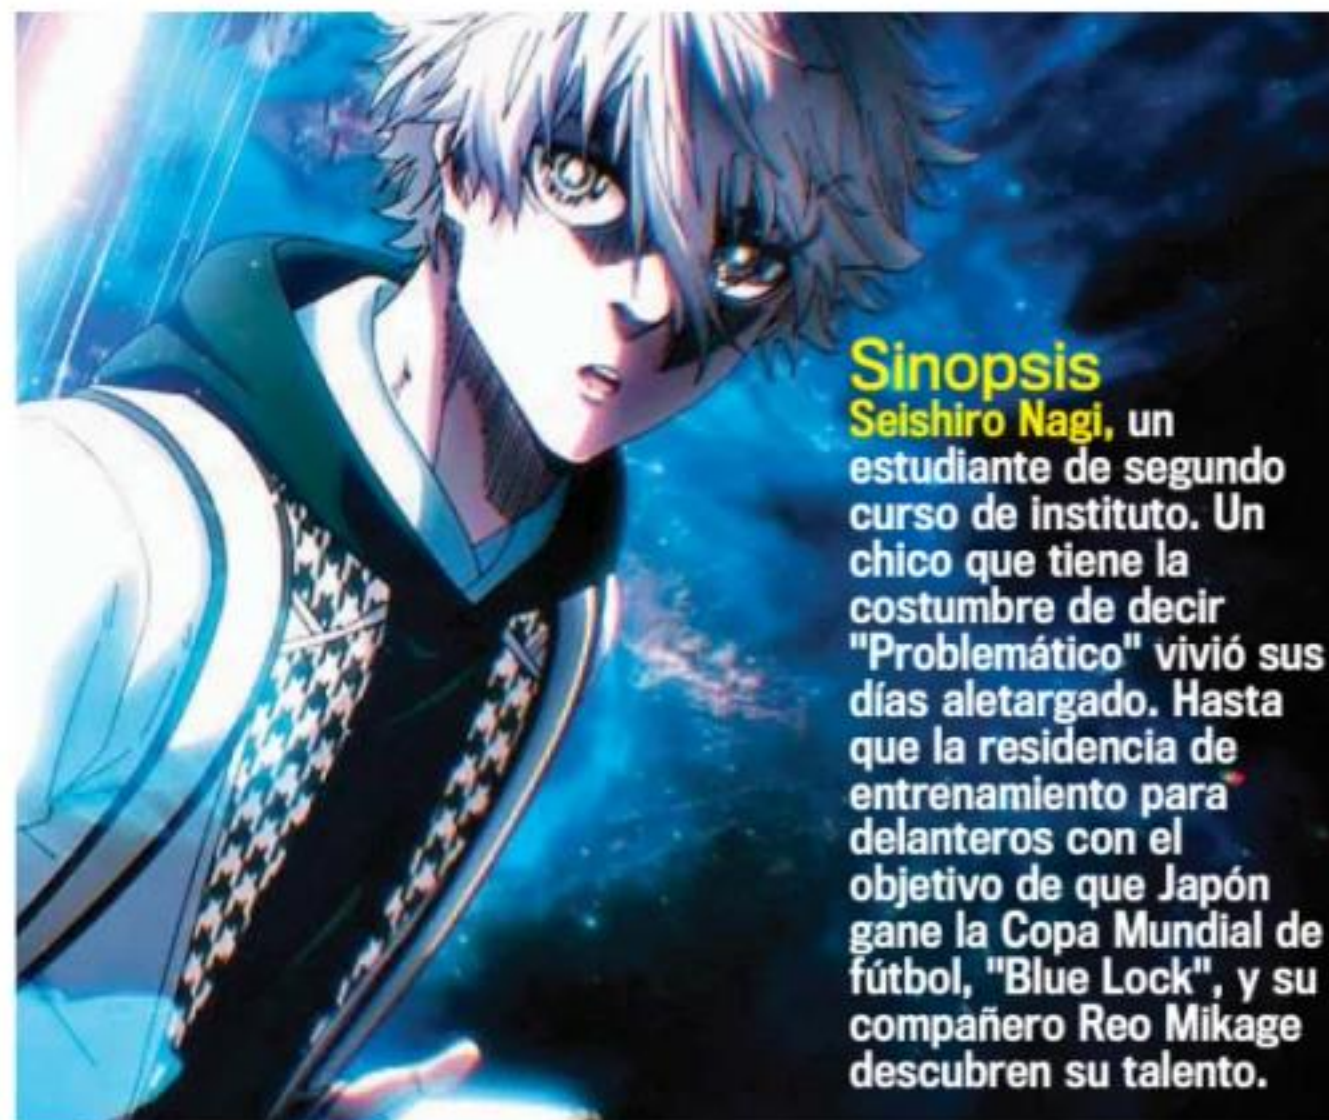 Sinopsis
Seishiro Nagi, un
estudiante de segundo
curso de instituto. Un
chico que tiene la
costumbre de decir
"Problemático" vivió sus
días aletargado. Hasta
que la residencia de
entrenamiento para
delanteros con el
objetivo de que Japón
gane la Copa Mundial de
fútbol, "Blue Lock", y su
compañero Reo Mikage
descubren su talento.